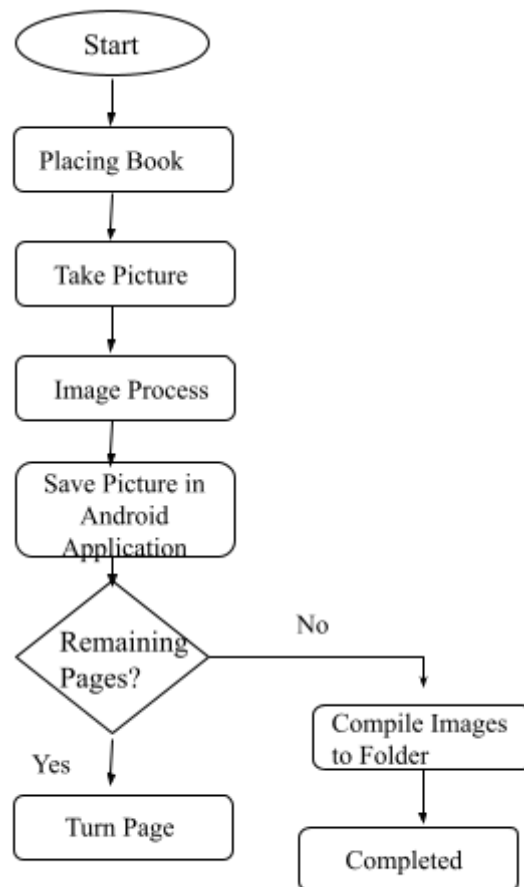 Start
Placing Book
Take Picture
Image Process
Save Picture in
Android
Application
Remaining
Pages?
No
Yes
Compile Images
to Folder
Turn Page
Completed